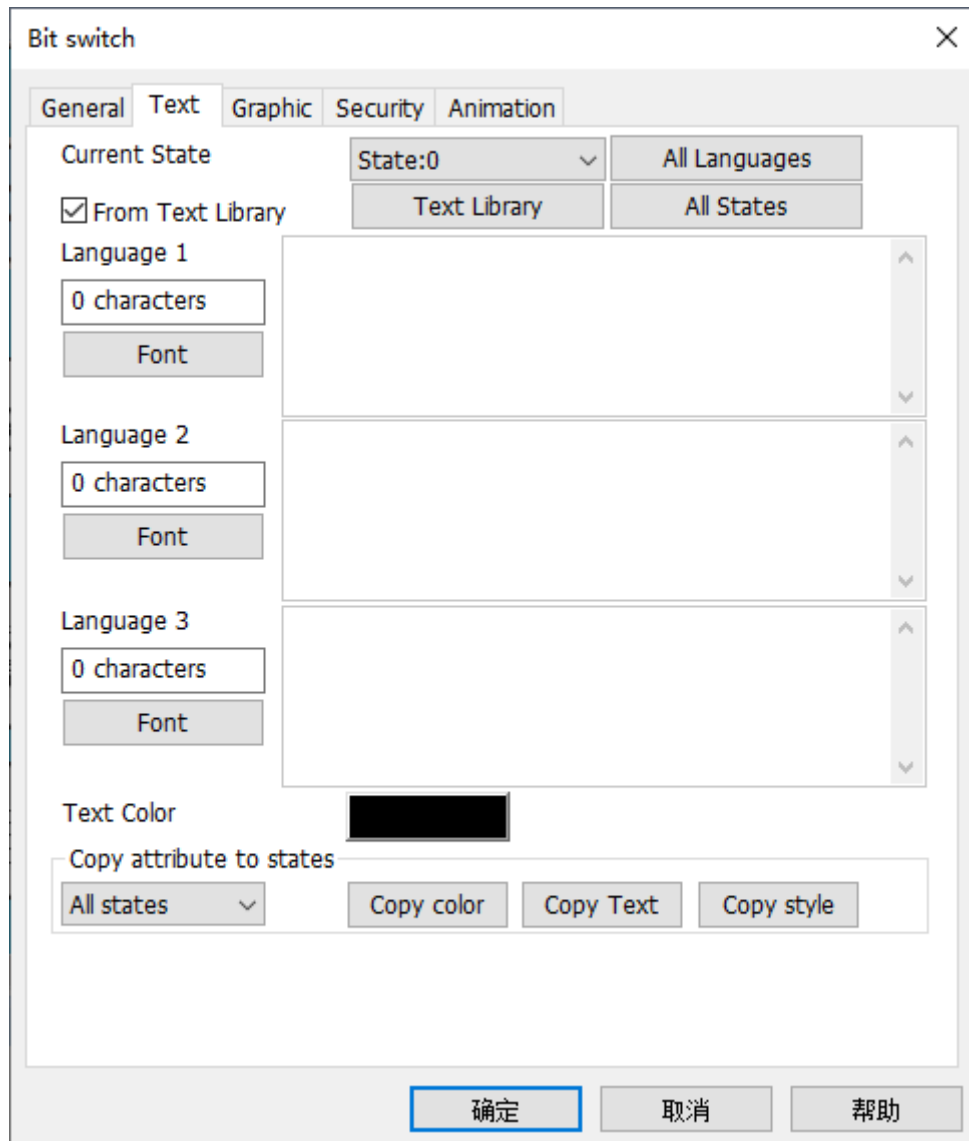 Bit switch
General Text Graphic Security Animation
Current State State:0 All Languages
From Text Library Text Library All States
Language 1
0 characters
Font
Language 2
0 characters
Font
Language 3
0 characters
Font
Text Color
Copy attribute to states
All states Copy color Copy Text Copy style
确定 取消 帮助